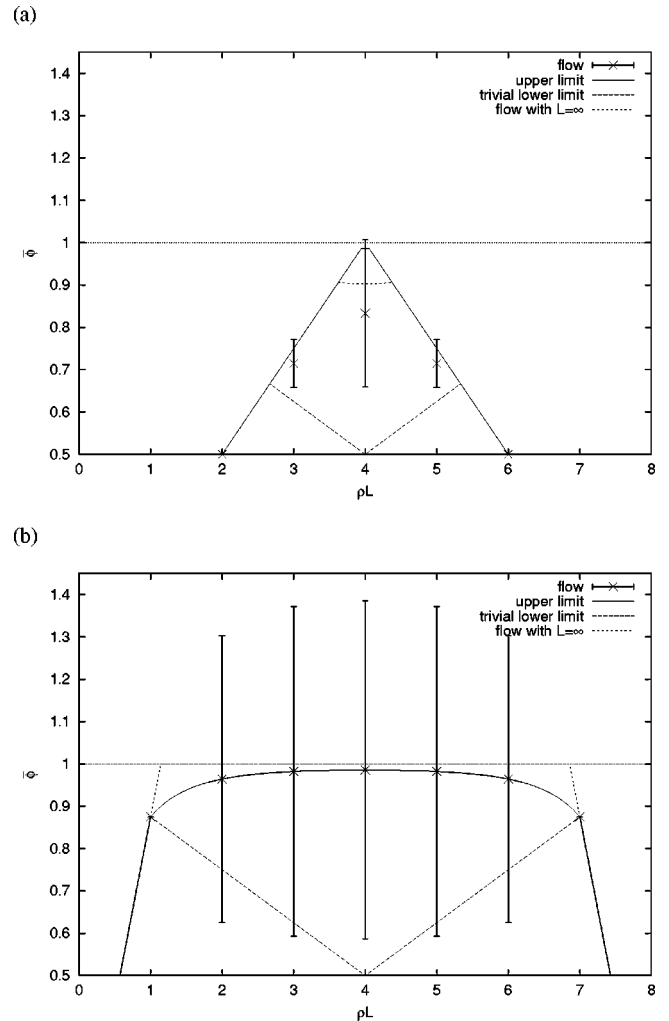 (a)
1.4
1.3
1.2
1.1
1
0.9
0.8
0.7
0.6
0.5
flow
upper limit
trivial lower limit
flow with L=∞
ϕ̄
0 1 2 3 4 5 6 7 8
ρL
(b)
1.4
1.3
1.2
1.1
1
0.9
0.8
0.7
0.6
0.5
flow
upper limit
trivial lower limit
flow with L=∞
ϕ̄
0 1 2 3 4 5 6 7 8
ρL